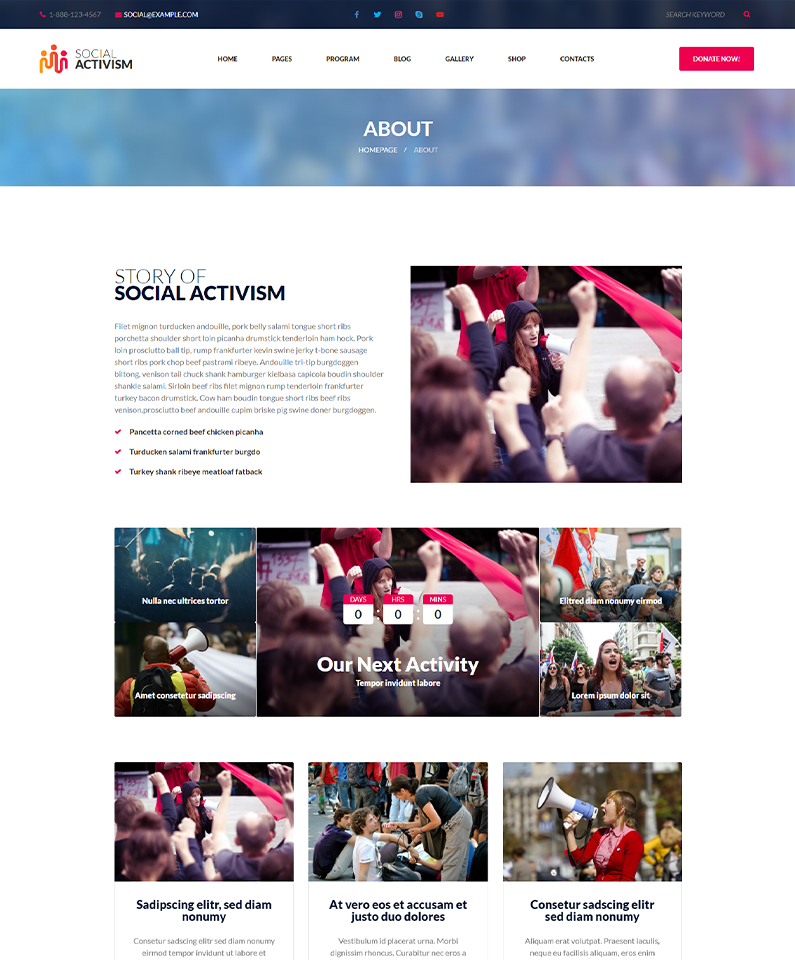 1-888-123-4567
SOCIAL@EXAMPLE.COM
SEARCH KEYWORD
SOCIAL
ACTIVISM
HOME
PAGES
PROGRAM
BLOG
GALLERY
SHOP
CONTACTS
DONATE NOW!
ABOUT
HOMEPAGE / ABOUT
STORY OF
SOCIAL ACTIVISM
Filet mignon turducken andouille, pork belly salami tongue short ribs
porchetta shoulder short loin picanha drumstick tenderloin ham hock. Pork
loin prosciutto ball tip, rump frankfurter kevin swine jerky t-bone sausage
short ribs pork chop beef pastrami ribeye. Andouille tri-tip burgdoggen
biltong, venison tail chuck shank hamburger kielbasa capicola boudin shoulder
shankle salami. Sirloin beef ribs filet mignon rump tenderloin frankfurter
turkey bacon drumstick. Cow ham boudin tongue short ribs beef ribs
venison.prosciutto beef andouille cupim briske pig swine doner burgdoggen.
Pancetta corned beef chicken picanha
Turducken salami frankfurter burgdo
Turkey shank ribeye meatloaf fatback
Nulla nec ultrices tortor
Amet consetetur sadipscing
DAYS HRS MINS
0 : 0 : 0
Our Next Activity
Tempor invidunt labore
Elitred diam nonumy eirmod
Lorem ipsum dolor sit
Sadipscing elitr, sed diam
nonumy
Consetur sadscing elitr sed diam nonumy
eirmod tempor invidunt ut labore et
At vero eos et accusam et
justo duo dolores
Vestibulum id placerat urna. Morbi
dignissim rhoncus. Curabitur nec eros a
Consetur sadscing elitr
sed diam nonumy
Aliquam erat volutpat. Praesent iaculis,
neque eu facilisis aliquam, eros enim